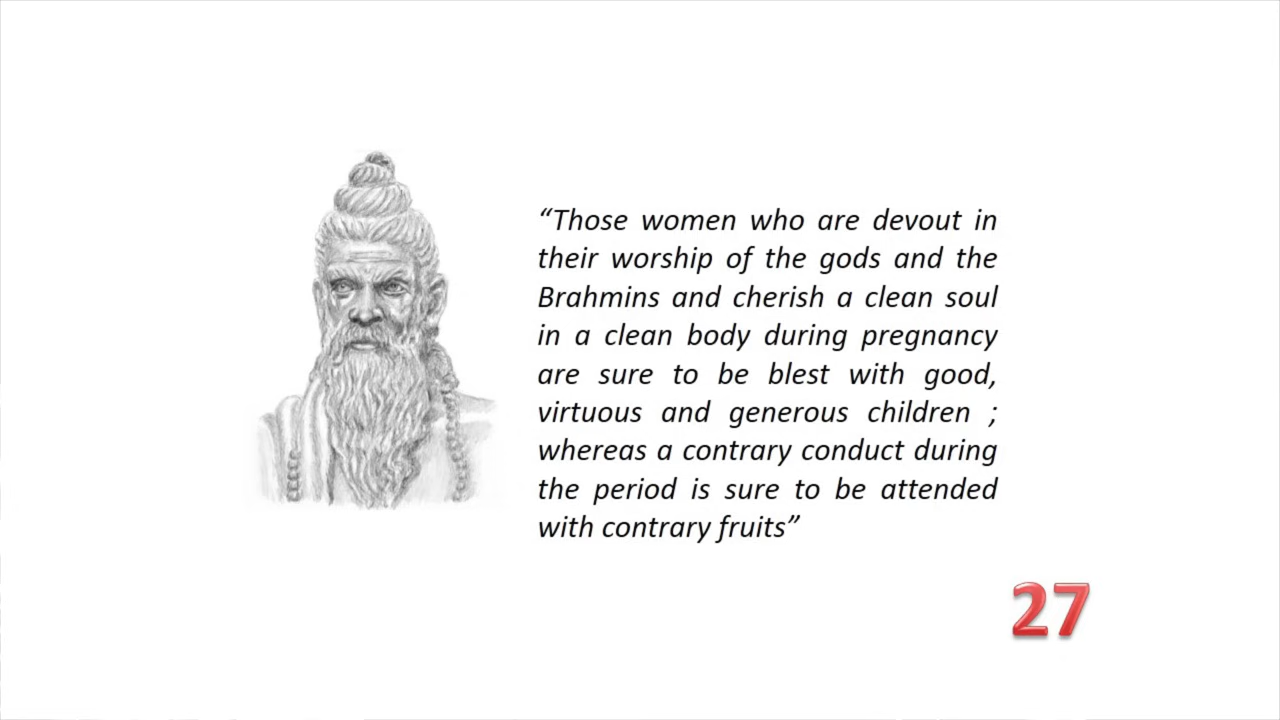 “Those women who are devout in
their worship of the gods and the
Brahmins and cherish a clean soul
in a clean body during pregnancy
are sure to be blest with good,
virtuous and generous children ;
whereas a contrary conduct during
the period is sure to be attended
with contrary fruits”
27